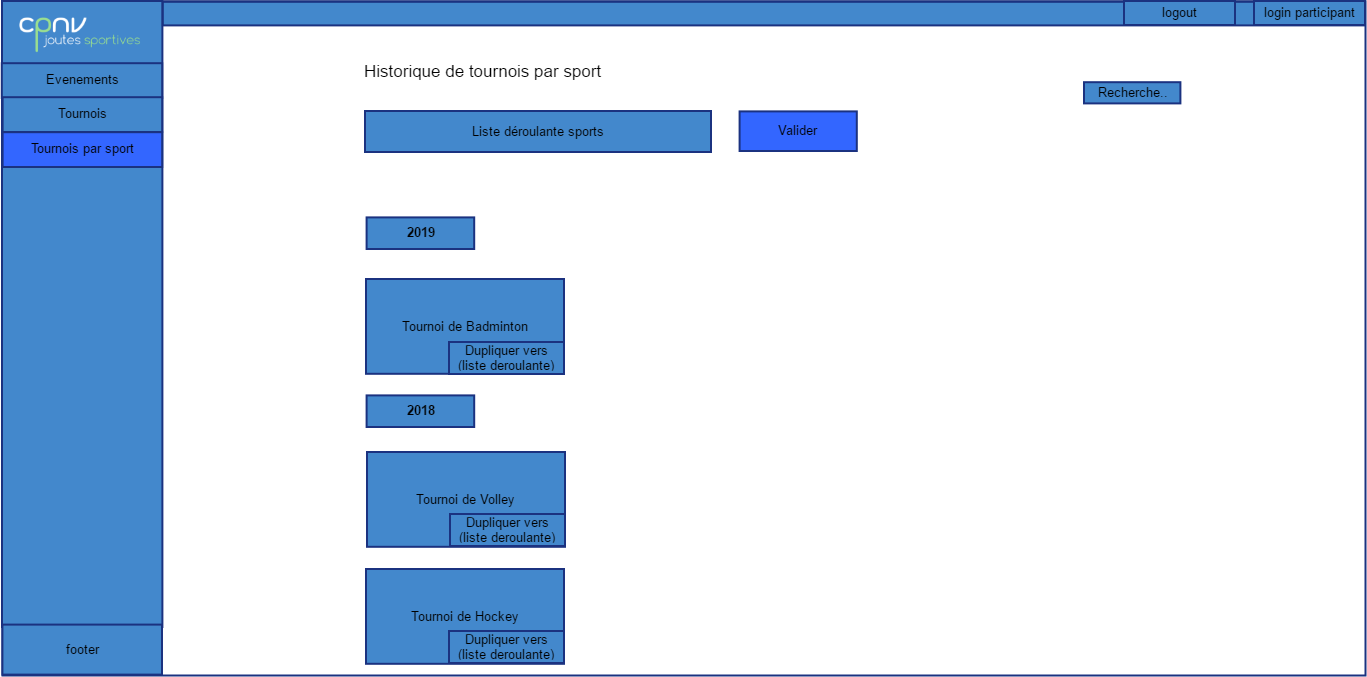 cpnv
joutes sportives
logout
login participant
Evenements
Tournois
Tournois par sport
Historique de tournois par sport
Recherche..
Liste déroulante sports
Valider
2019
Tournoi de Badminton
Dupliquer vers
(liste deroulante)
2018
Tournoi de Volley
Dupliquer vers
(liste deroulante)
Tournoi de Hockey
Dupliquer vers
(liste deroulante)
footer